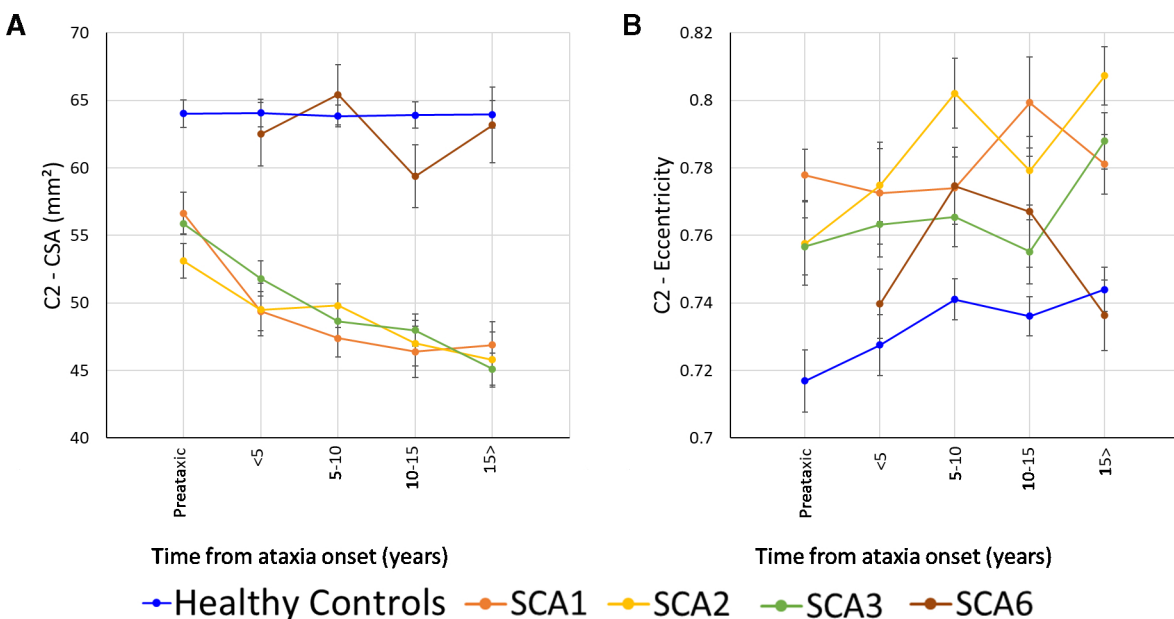 A
C2 - CSA (mm²)
70
65
60
55
50
45
40
Preataxic
<5
5-10
10-15
15>
Time from ataxia onset (years)
B
C2 - Eccentricity
0.82
0.8
0.78
0.76
0.74
0.72
0.7
Preataxic
<5
5-10
10-15
15>
Time from ataxia onset (years)
Healthy Controls SCA1 SCA2 SCA3 SCA6